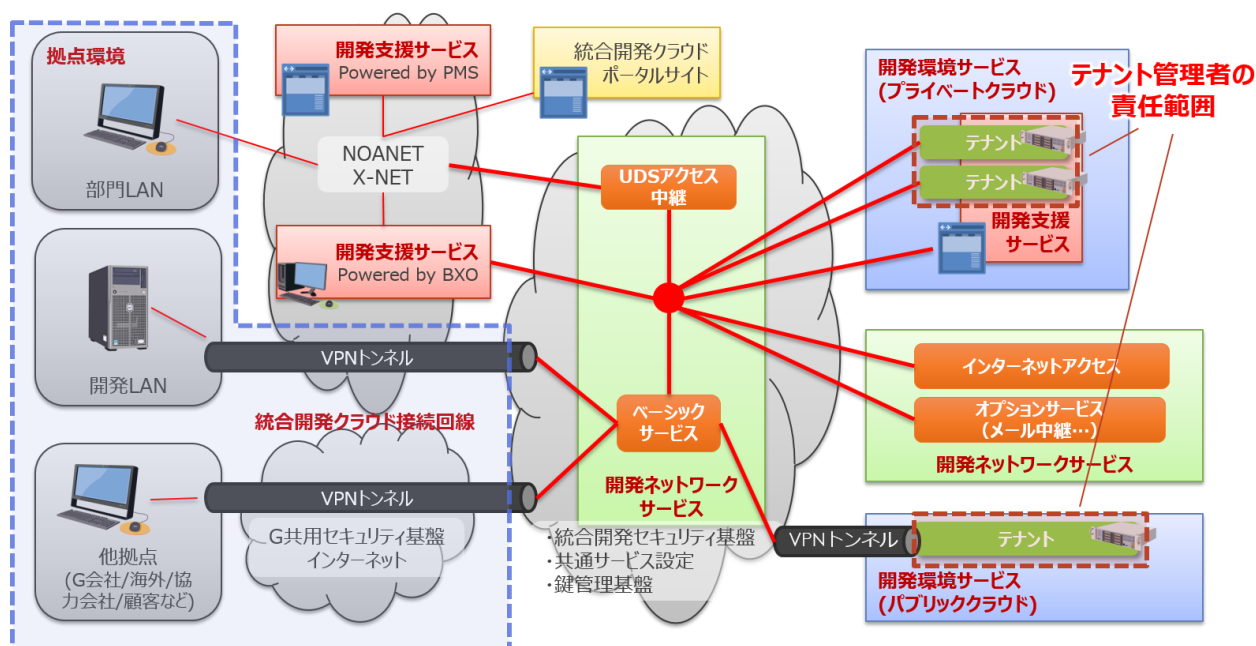 拠点環境
部門LAN
開発LAN
他拠点
(G会社/海外/協
力会社/顧客など)
開発支援サービス
Powered by PMS
統合開発クラウド
ポータルサイト
NOANET
X-NET
開発支援サービス
Powered by BXO
VPNトンネル
統合開発クラウド接続回線
VPNトンネル
G共用セキュリティ基盤
インターネット
UDSアクセス
中継
ベーシック
サービス
開発ネットワーク
サービス
・統合開発セキュリティ基盤
・共通サービス設定
・鍵管理基盤
開発環境サービス
(プライベートクラウド)
テナント管理者の
責任範囲
テナント
テナント
開発支援
サービス
インターネットアクセス
オプションサービス
(メール中継…)
開発ネットワークサービス
VPNトンネル
テナント
開発環境サービス
(パブリッククラウド)